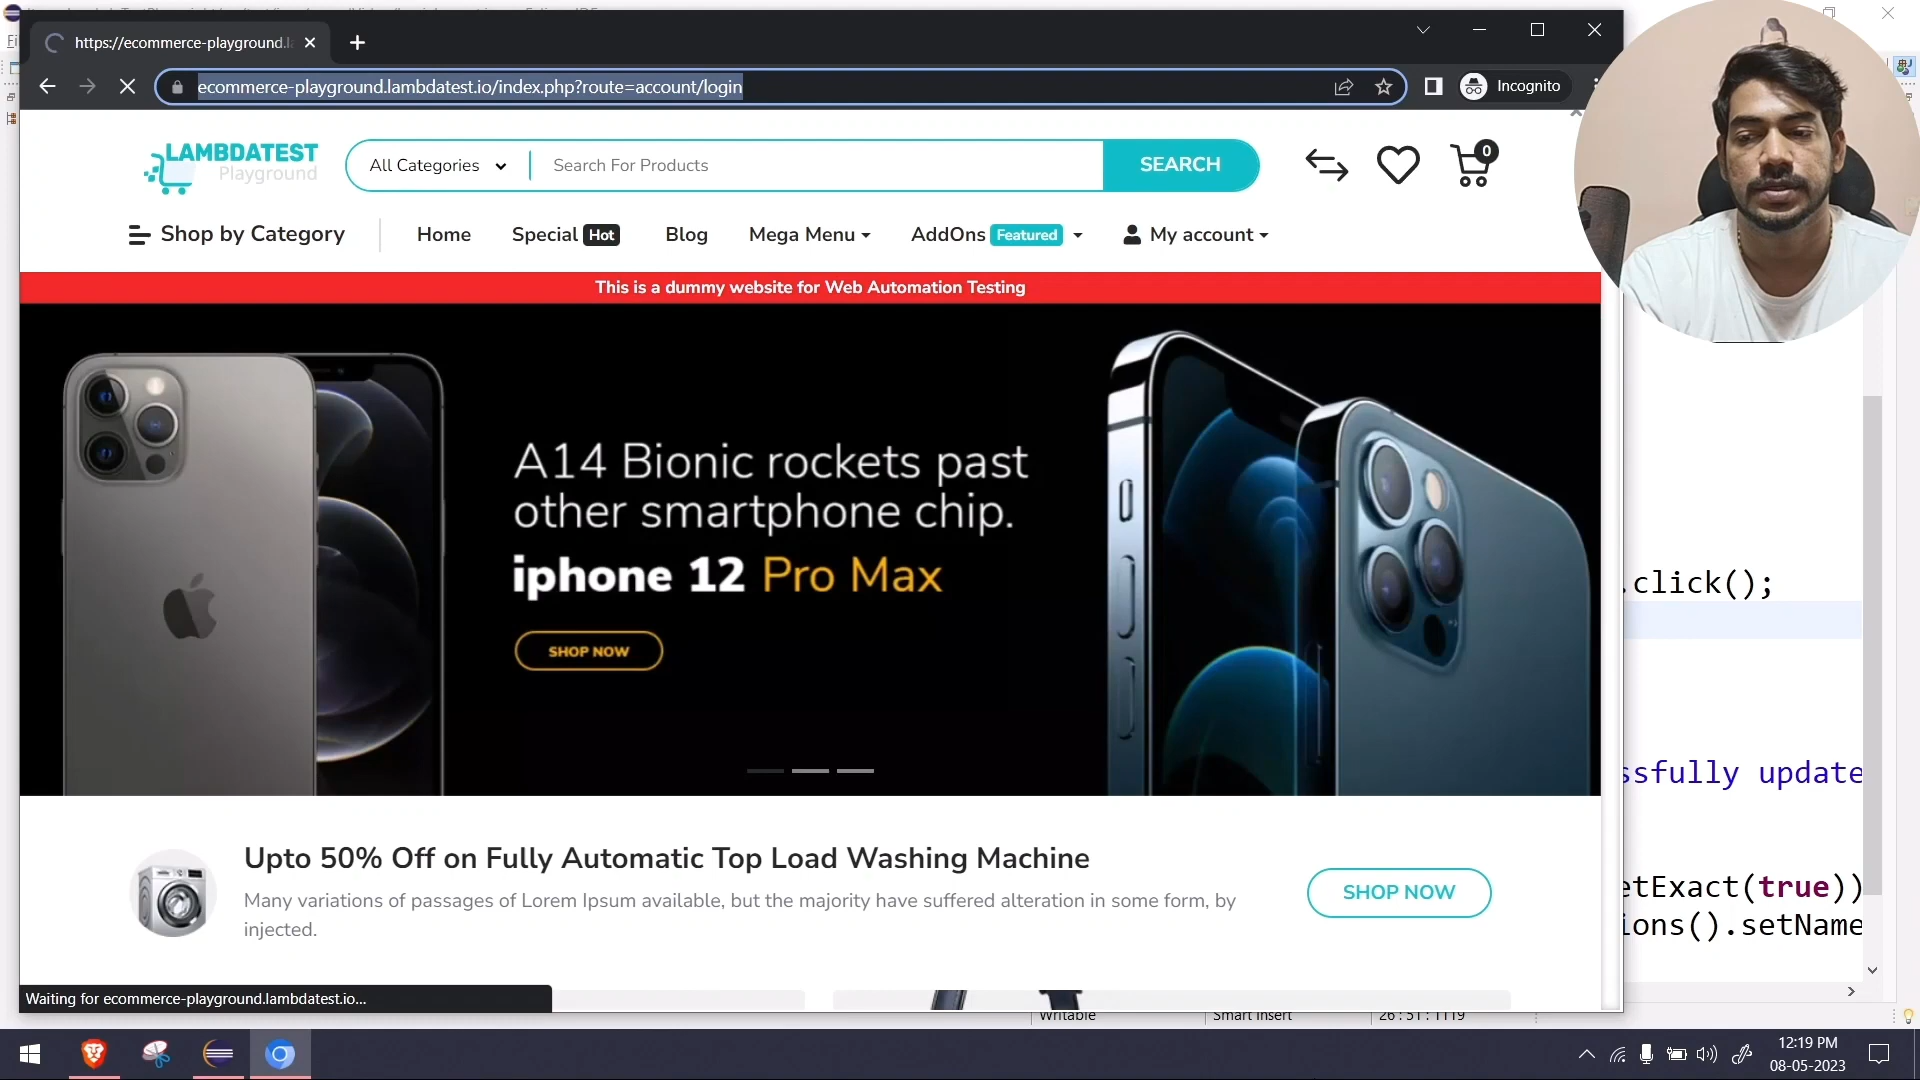 https://ecommerce-playground.l
ecommerce-playground.lambdatest.io/index.php?route=account/login
Incognito
LAMBDATEST
Playground
All Categories
Search For Products
SEARCH
0
Shop by Category
Home
Special Hot
Blog
Mega Menu
AddOns Featured
My account
This is a dummy website for Web Automation Testing
A14 Bionic rockets past
other smartphone chip.
iphone 12 Pro Max
SHOP NOW
.click();
ssfully update
Upto 50% Off on Fully Automatic Top Load Washing Machine
Many variations of passages of Lorem Ipsum available, but the majority have suffered alteration in some form, by
injected.
SHOP NOW
etExact(true))
ions().setName
Waiting for ecommerce-playground.lambdatest.io...
Writable
Smart Insert
26 : 51 : 1119
12:19 PM
08-05-2023